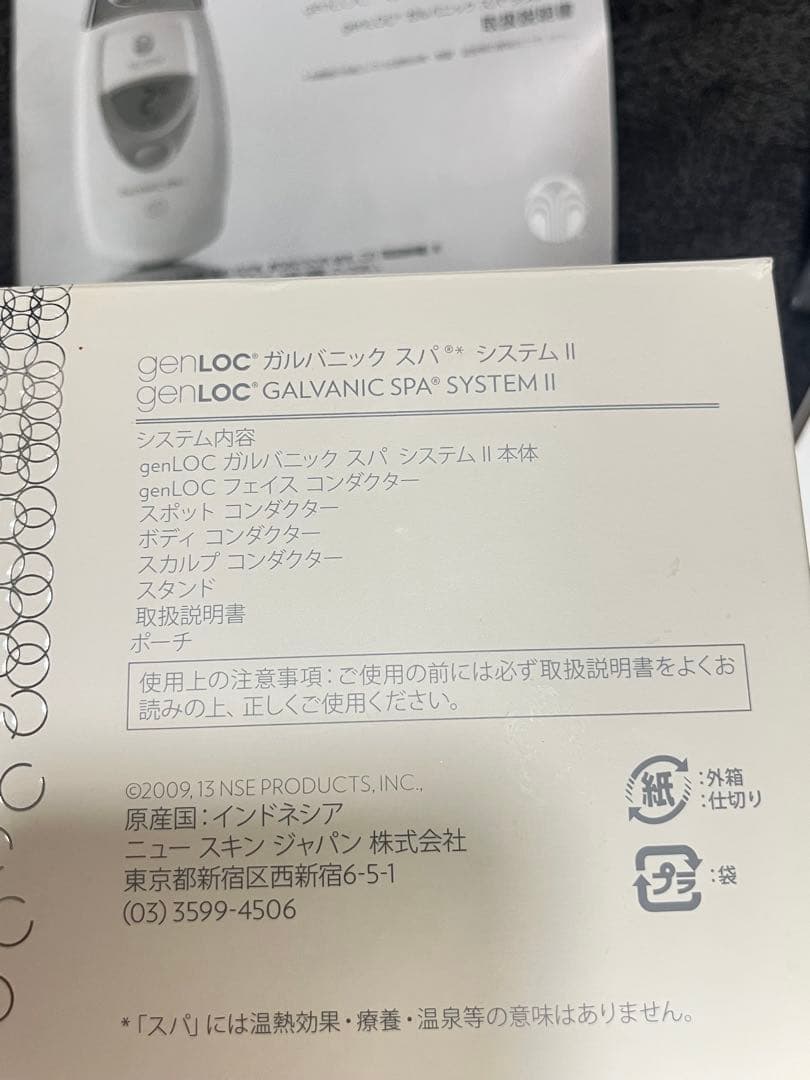 取扱説明書
genLOC® ガルバニック スパ®* システム II
genLOC® GALVANIC SPA® SYSTEM II
システム内容
genLOC ガルバニック スパ システム II 本体
genLOC フェイス コンダクター
スポット コンダクター
ボディ コンダクター
スカルプ コンダクター
スタンド
取扱説明書
ポーチ
使用上の注意事項：ご使用の前には必ず取扱説明書をよくお
読みの上、正しくご使用ください。
©2009, 13 NSE PRODUCTS, INC.,
原産国：インドネシア
ニュー スキン ジャパン 株式会社
東京都新宿区西新宿6-5-1
(03) 3599-4506
紙 ：外箱
：仕切り
プラ ：袋
*「スパ」には温熱効果・療養・温泉等の意味はありません。